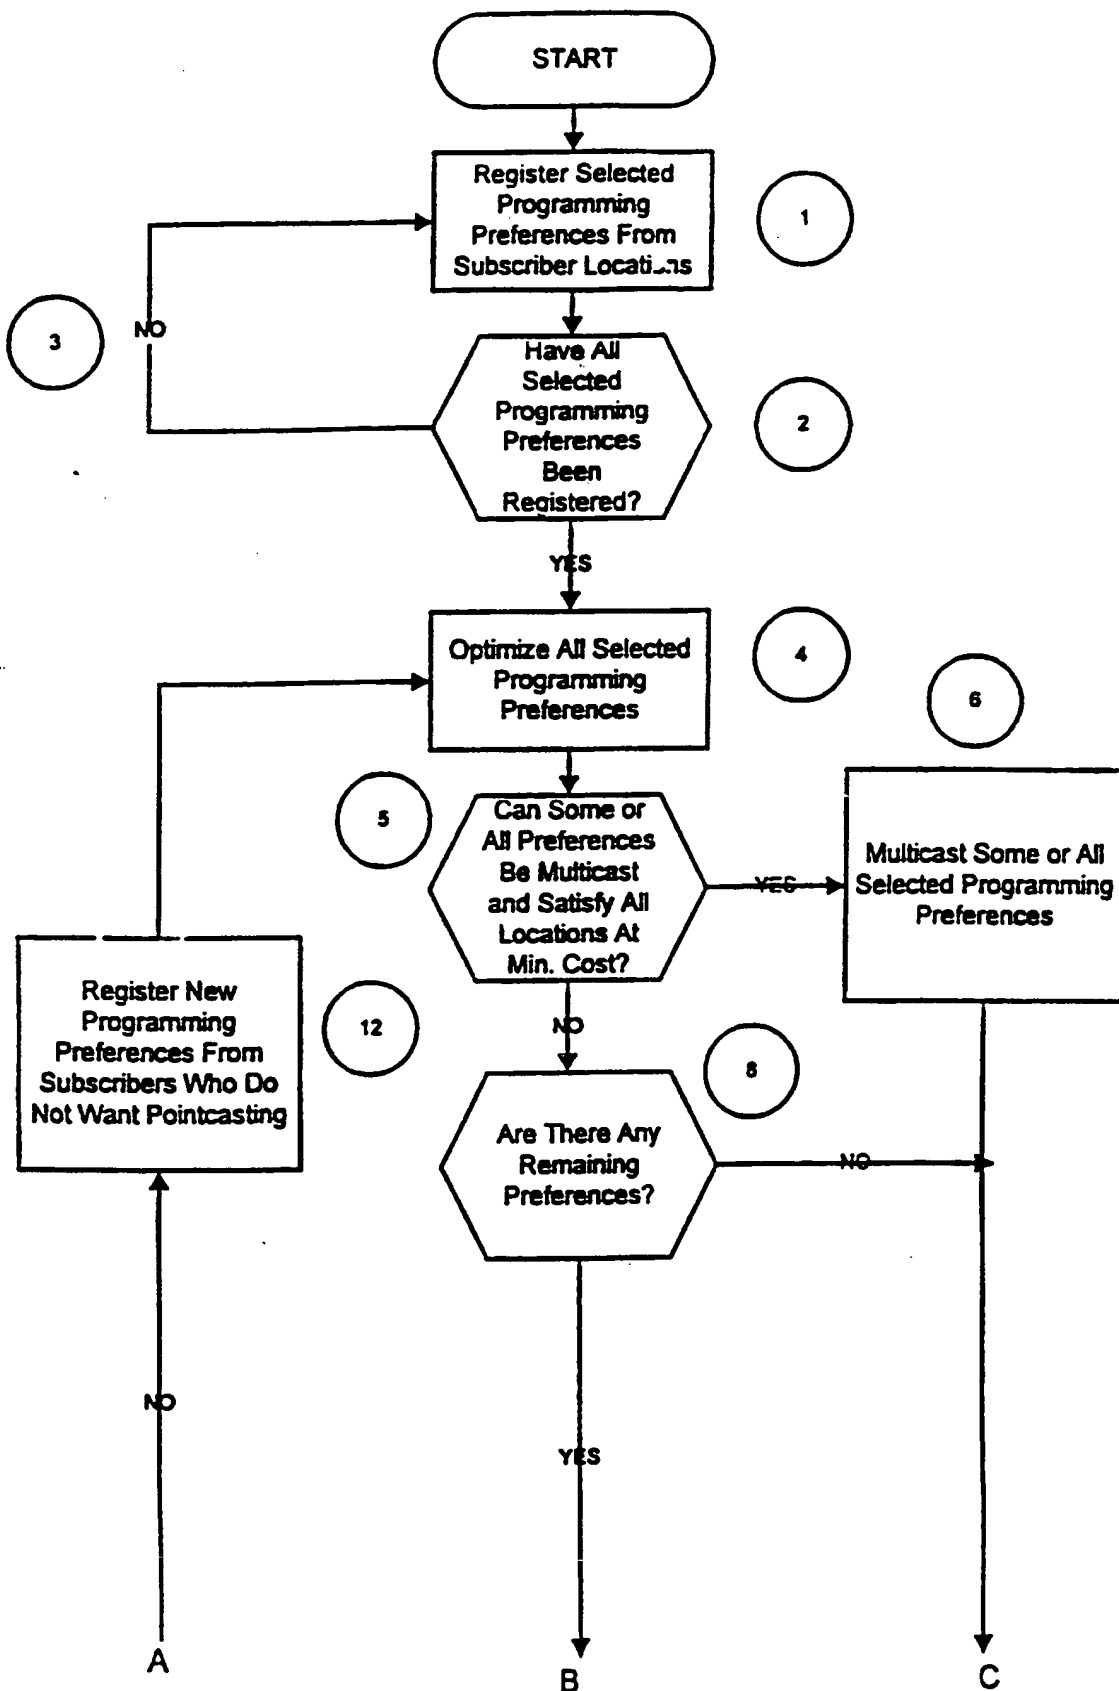 START
Register Selected
Programming
Preferences From
Subscriber
1
NO
3
Have All
Selected
Programming
Preferences
Been
Registered?
2
YES
Optimize All Selected
Programming
Preferences
4
6
5
Can Some or
All Preferences
Be Multicast
and Satisfy All
Locations At
Min. Cost?
YES
Multicast Some or All
Selected Programming
Preferences
Register New
Programming
Preferences From
Subscribers Who Do
Not Want Pointcasting
12
NO
8
Are There Any
Remaining
Preferences?
NO
NO
YES
A
B
C